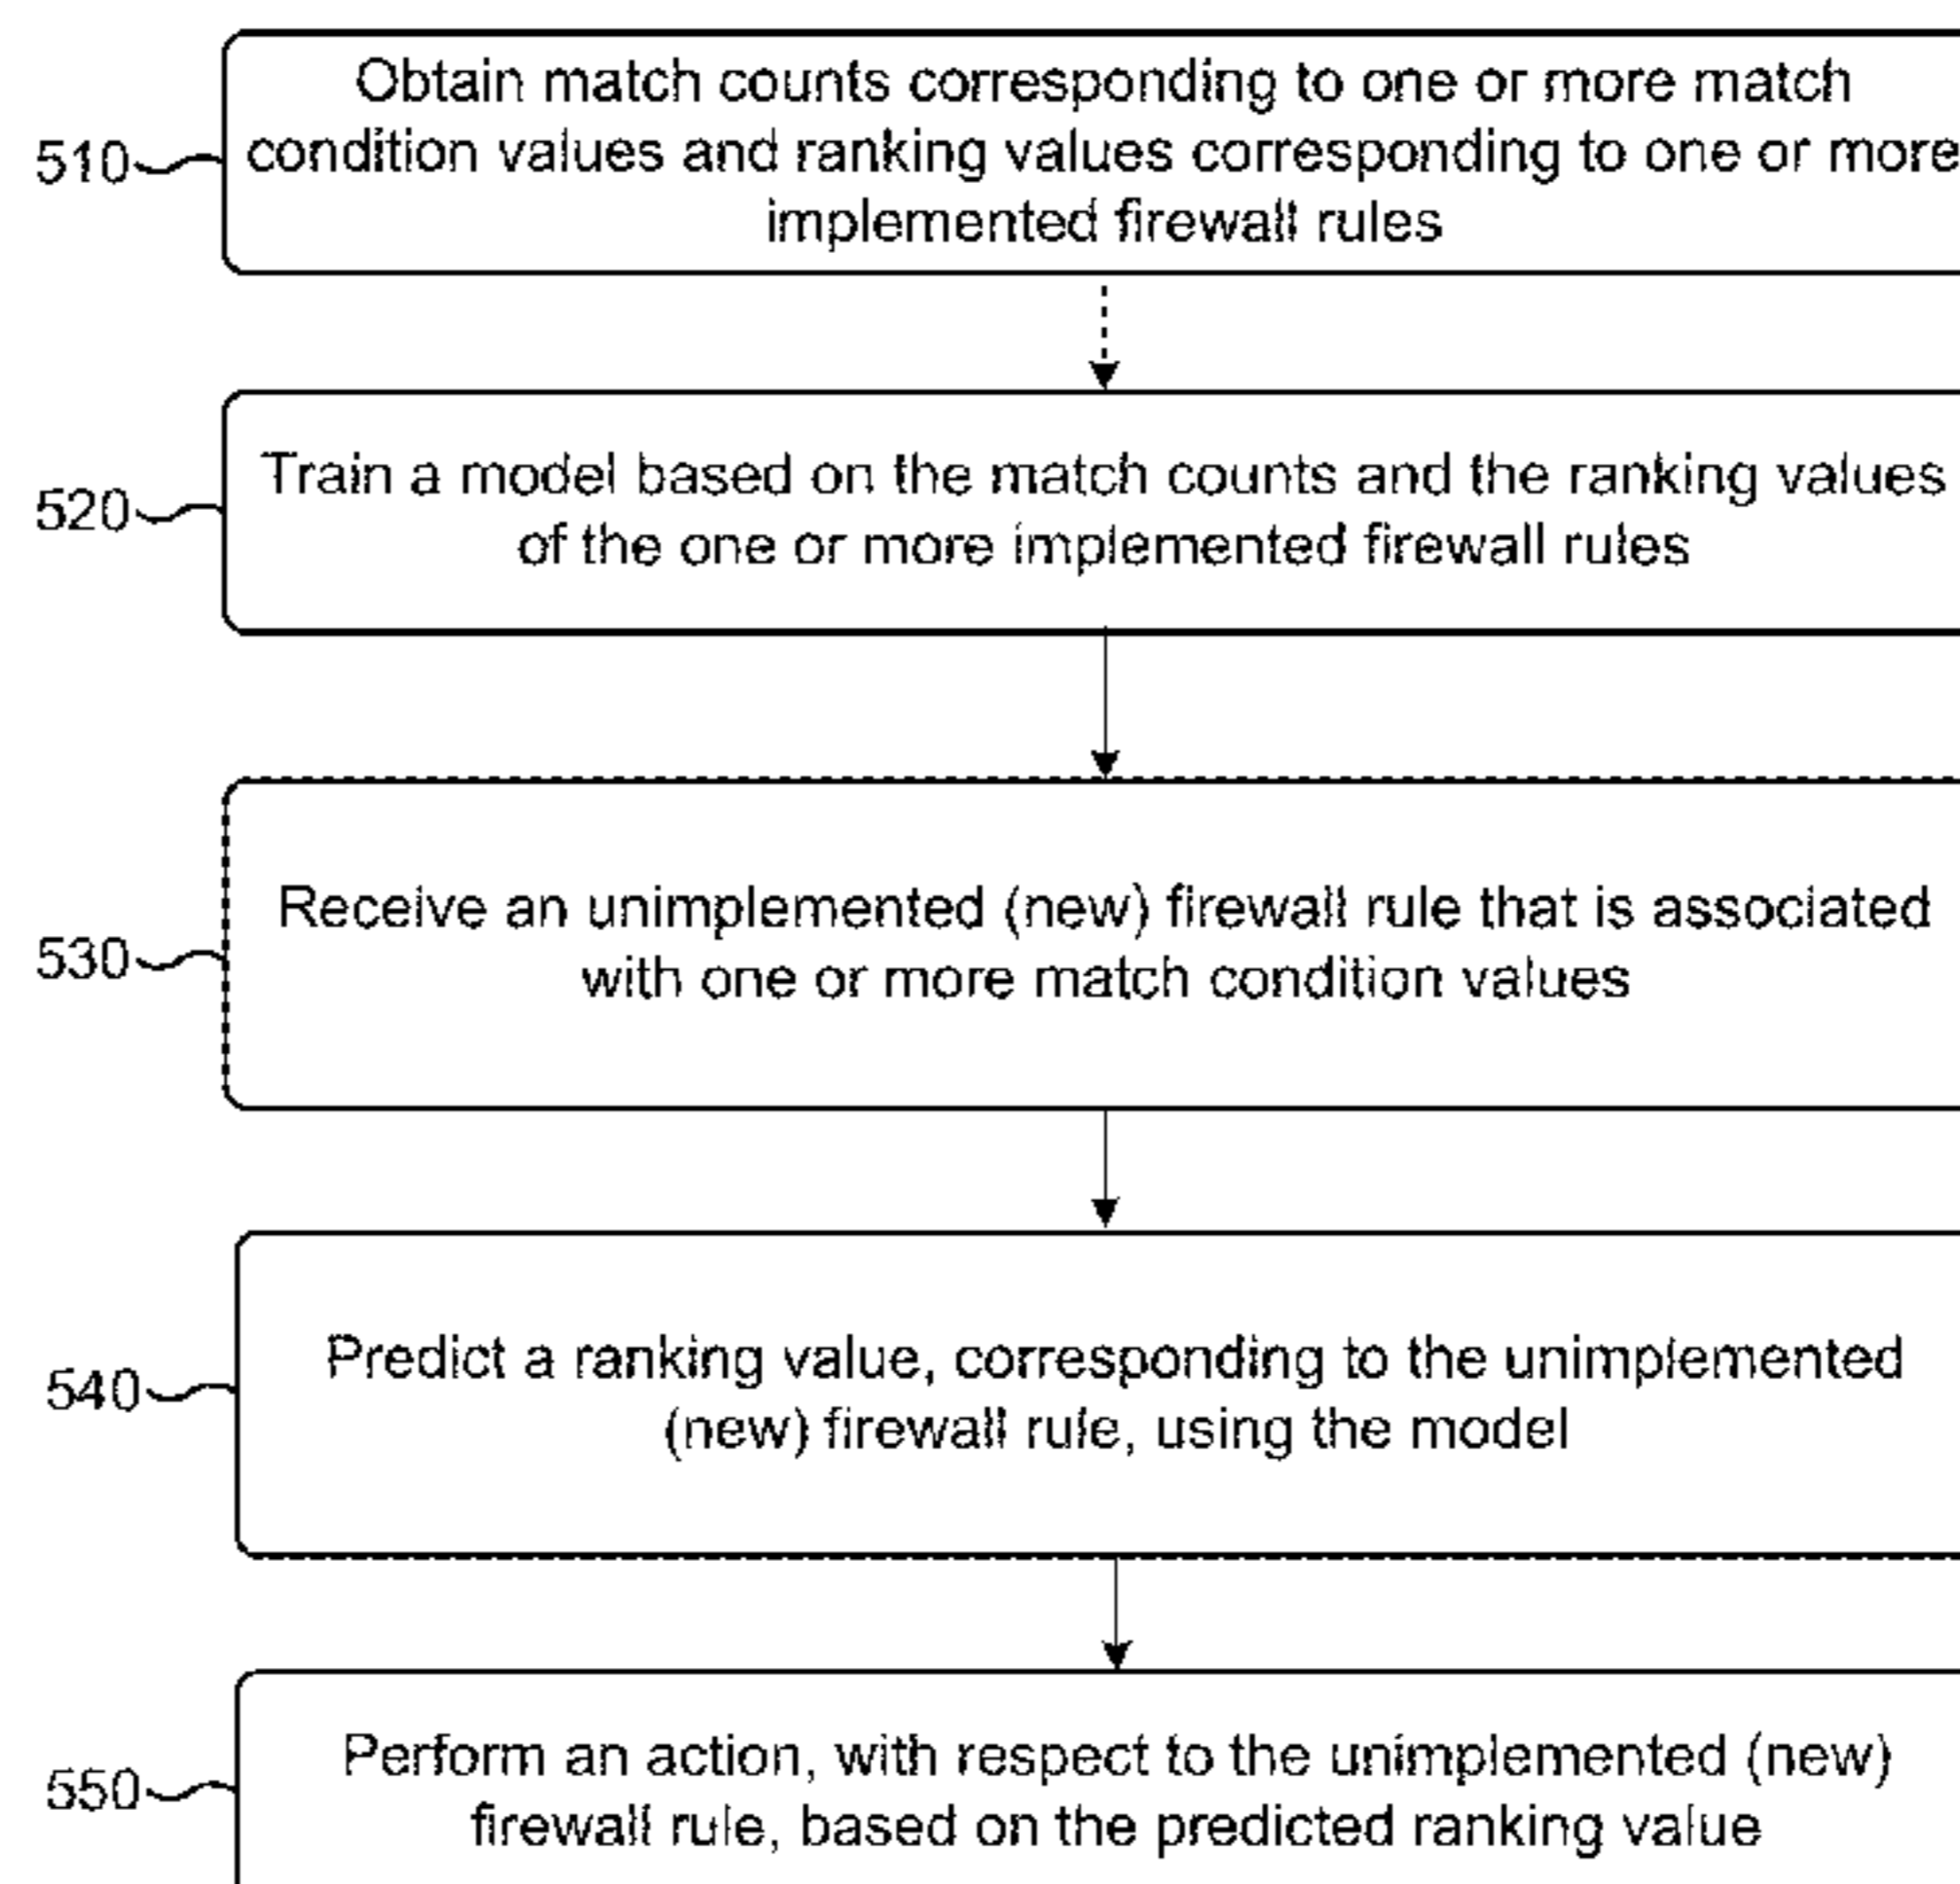 Obtain match counts corresponding to one or more match
510 condition values and ranking values corresponding to one or more
implemented firewall rules
Train a model based on the match counts and the ranking values
520
of the one or more implemented firewall rules
Receive an unimplemented (new) firewall rule that is associated
530
with one or more match condition values
Predict a ranking value, corresponding to the unimplemented
540
(new) firewall rule, using the model
Perform an action, with respect to the unimplemented (new)
550
firewall rule, based on the predicted ranking value